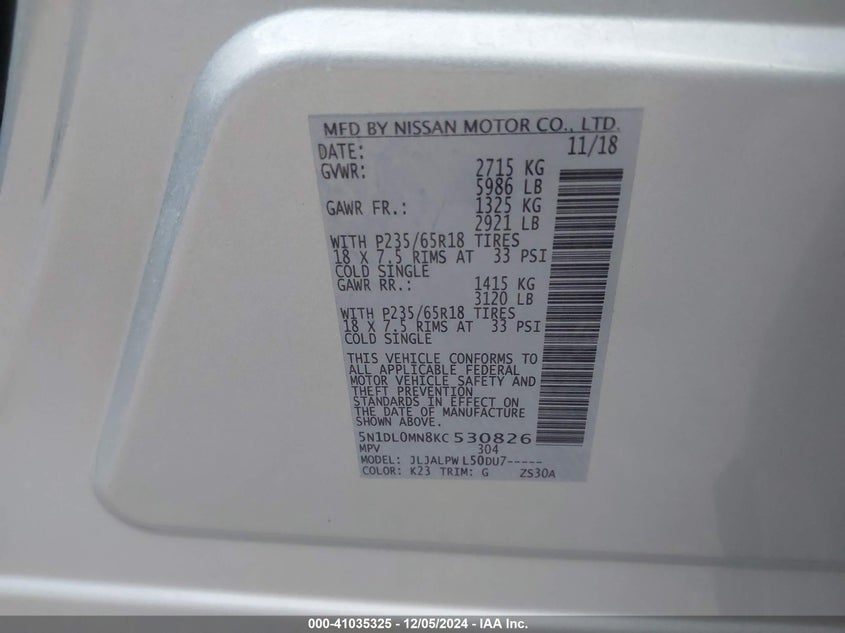 MFD BY NISSAN MOTOR CO., LTD.
DATE: 11/18
GVWR: 2715 KG
5986 LB
GAWR FR.: 1325 KG
2921 LB
WITH P235/65R18 TIRES
18 X 7.5 RIMS AT 33 PSI
COLD SINGLE
GAWR RR.: 1415 KG
3120 LB
WITH P235/65R18 TIRES
18 X 7.5 RIMS AT 33 PSI
COLD SINGLE
THIS VEHICLE CONFORMS TO
ALL APPLICABLE FEDERAL
MOTOR VEHICLE SAFETY AND
THEFT PREVENTION
STANDARDS IN EFFECT ON
THE DATE OF MANUFACTURE
SHOWN ABOVE.
5N1DL0MN8KC530826
MPV 304
MODEL: JLJALPWL50DU7-----
COLOR: K23 TRIM: G ZS30A
000-41035325 - 12/05/2024 - IAA Inc.